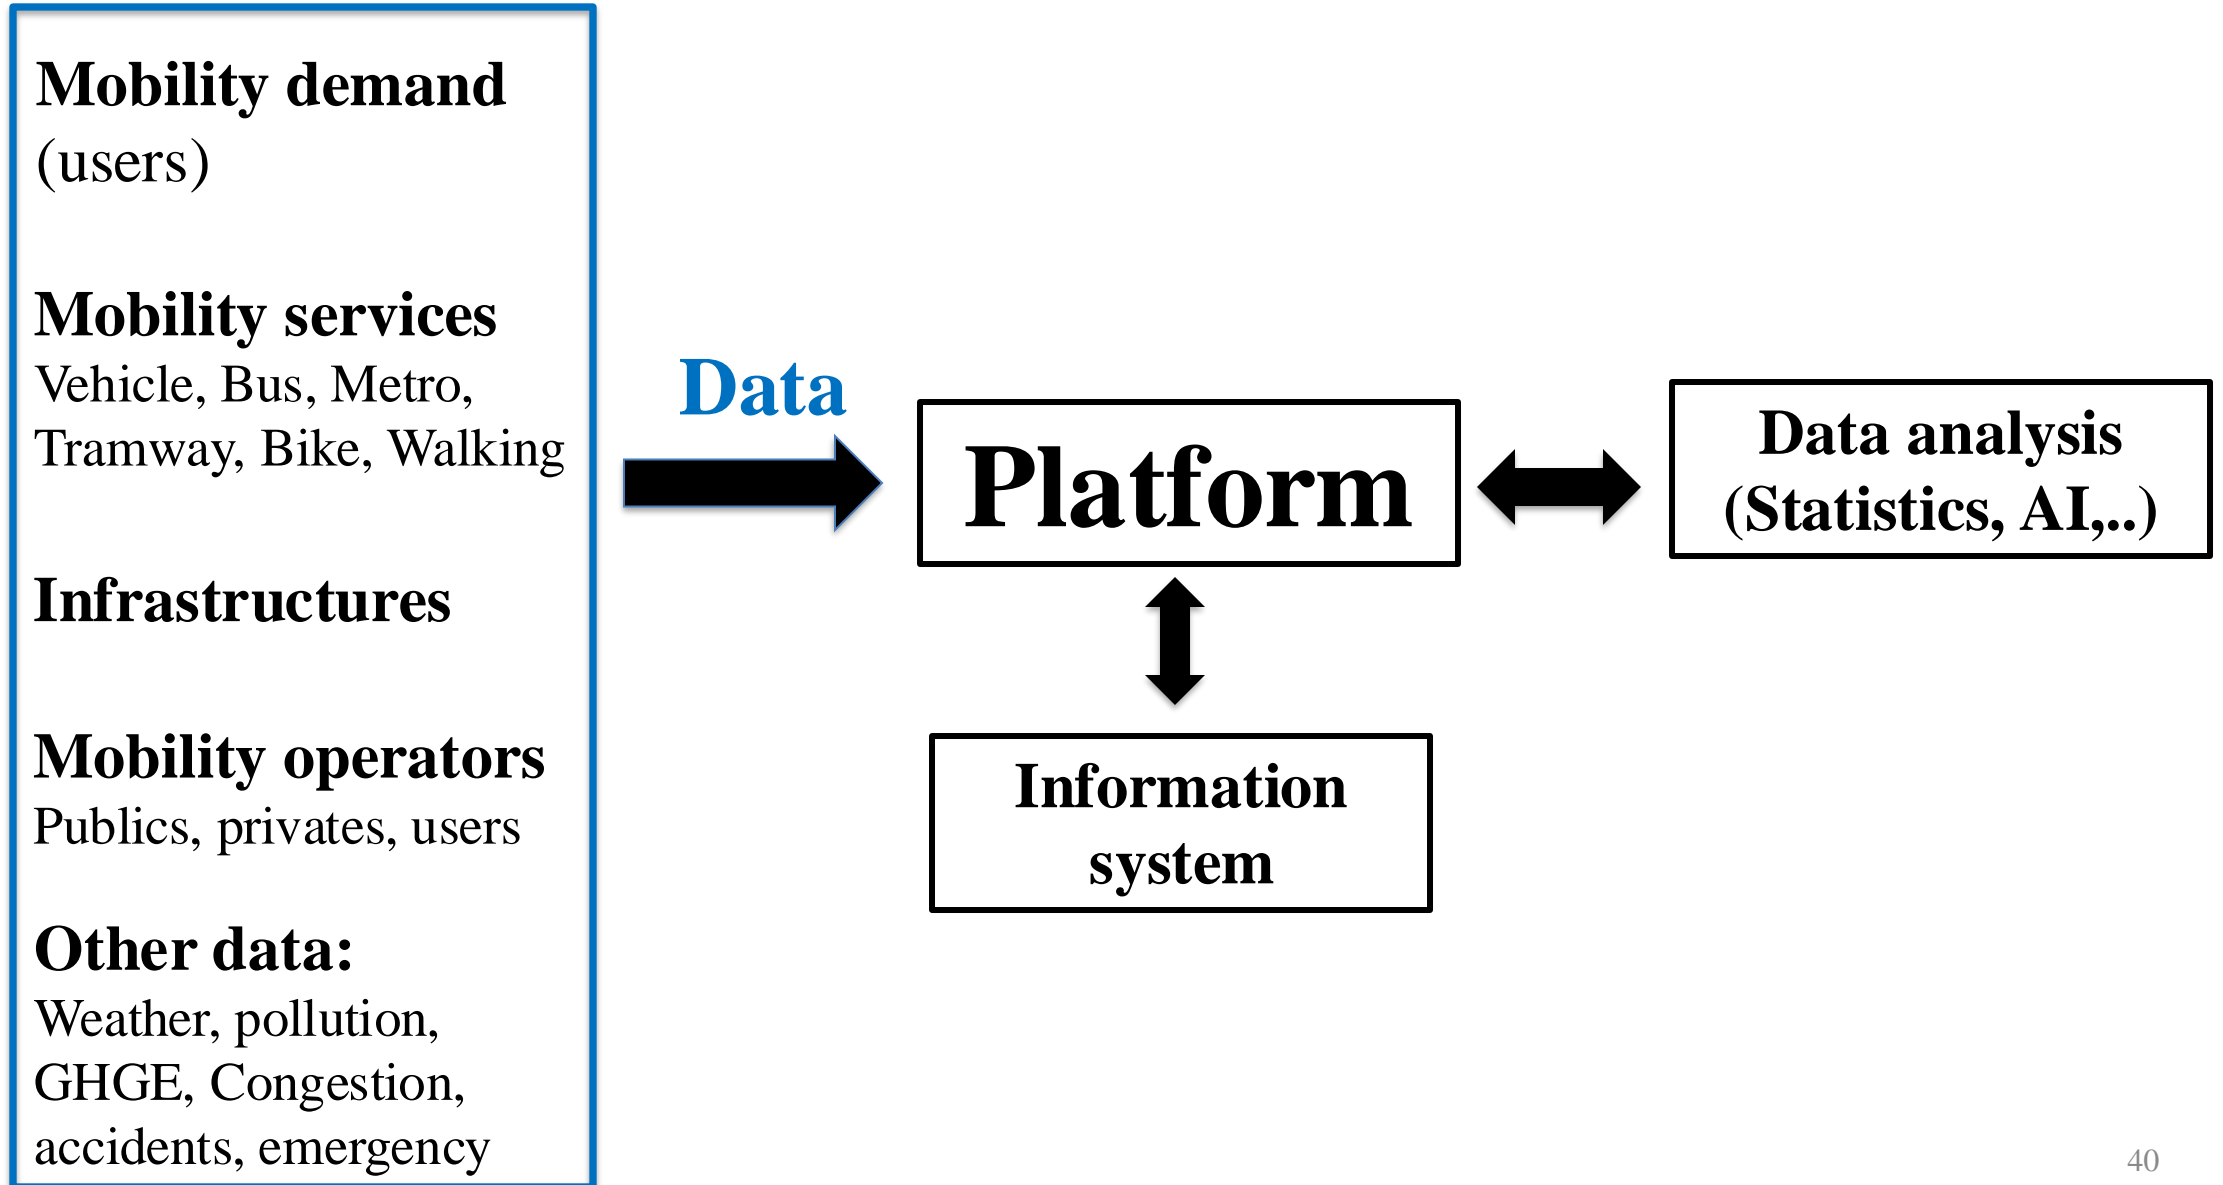 Mobility demand
(users)
Mobility services
Vehicle, Bus, Metro,
Tramway, Bike, Walking
Infrastructures
Mobility operators
Publics, privates, users
Other data:
Weather, pollution,
GHGE, Congestion,
accidents, emergency
Data
Platform
Data analysis
(Statistics, AI,..)
Information
system
40